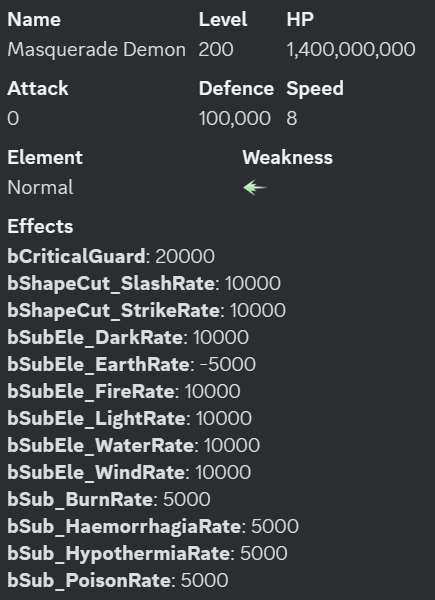 Name Level HP
Masquerade Demon 200 1,400,000,000
Attack Defence Speed
0 100,000 8
Element Weakness
Normal
Effects
bCriticalGuard: 20000
bShapeCut_SlashRate: 10000
bShapeCut_StrikeRate: 10000
bSubEle_DarkRate: 10000
bSubEle_EarthRate: -5000
bSubEle_FireRate: 10000
bSubEle_LightRate: 10000
bSubEle_WaterRate: 10000
bSubEle_WindRate: 10000
bSub_BurnRate: 5000
bSub_HaemorrhagiaRate: 5000
bSub_HypothermiaRate: 5000
bSub_PoisonRate: 5000